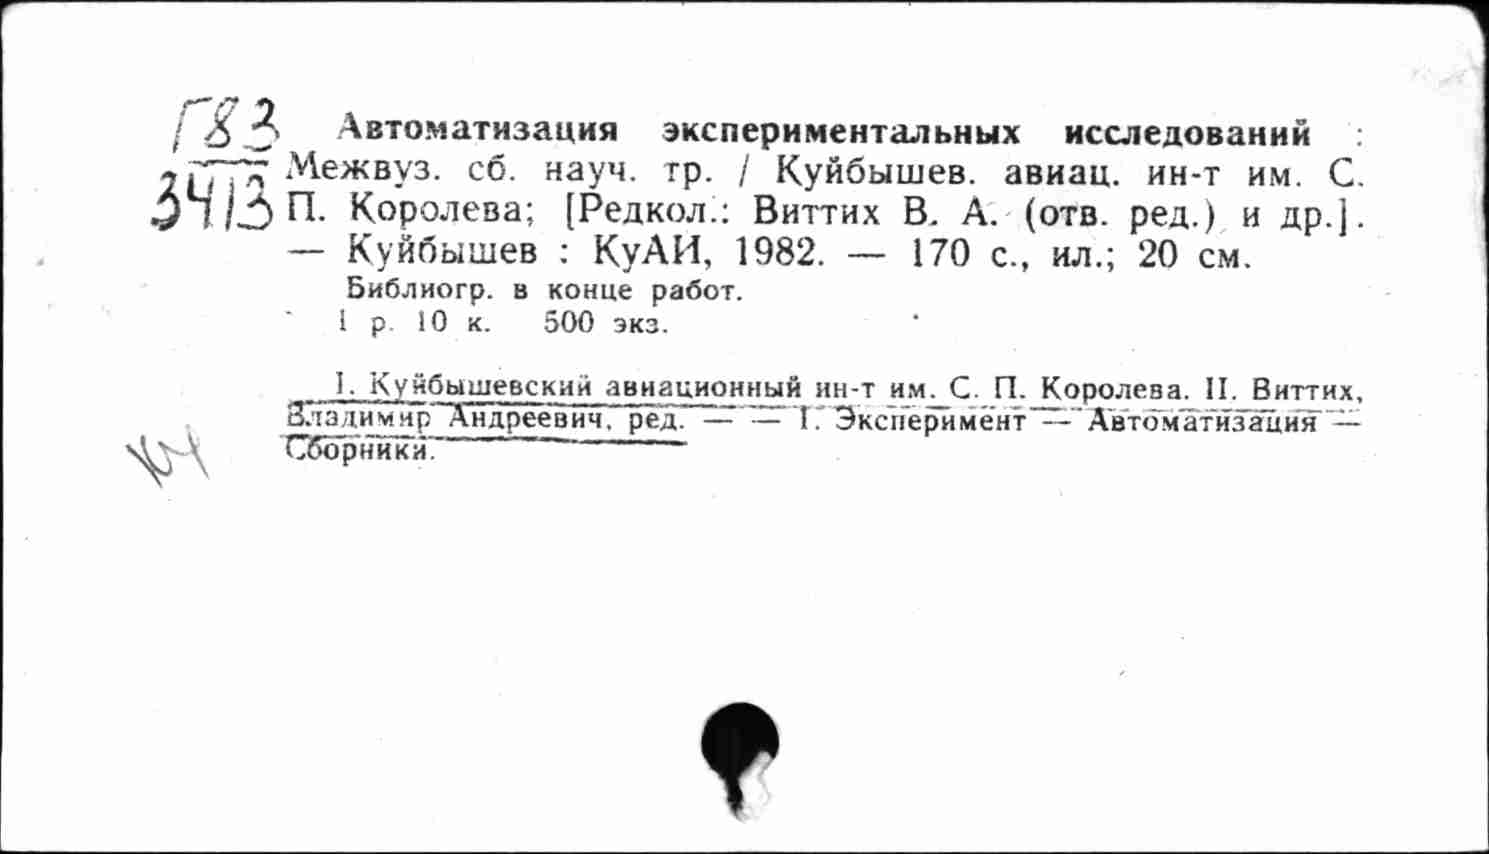 Г83
3413
Автоматизация экспериментальных исследований :
Межвуз. сб. науч. тр. / Куйбышев. авиац. ин-т им. С.
П. Королева; [Редкол.: Виттих В. А. (отв. ред.) и др.].
— Куйбышев : КуАИ, 1982. — 170 с., ил.; 20 см.
Библиогр. в конце работ.
1 р. 10 к. 500 экз.
I. Куйбышевский авиационный ин-т им. С. П. Королева. II. Виттих,
Владимир Андреевич, ред. — — 1. Эксперимент — Автоматизация —
Сборники.